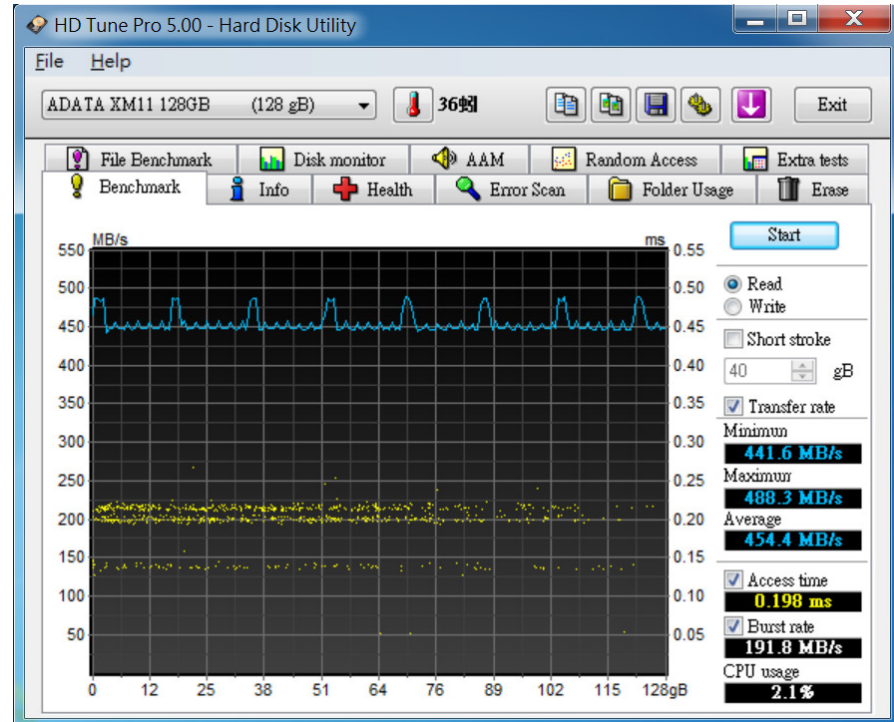 HD Tune Pro 5.00 - Hard Disk Utility
File Help
ADATA XM11 128GB (128 gB)
36蚓
Exit
File Benchmark
Disk monitor
AAM
Random Access
Extra tests
Benchmark
Info
Health
Error Scan
Folder Usage
Erase
MB/s
ms
550
500
450
400
350
300
250
200
150
100
50
0.55
0.50
0.45
0.40
0.35
0.30
0.25
0.20
0.15
0.10
0.05
0 12 25 38 51 64 76 89 102 115 128gB
Start
Read
Write
Short stroke
40 gB
Transfer rate
Minimun
441.6 MB/s
Maximur
488.3 MB/s
Average
454.4 MB/s
Access time
0.198 ms
Burst rate
191.8 MB/s
CPU usage
2.1%